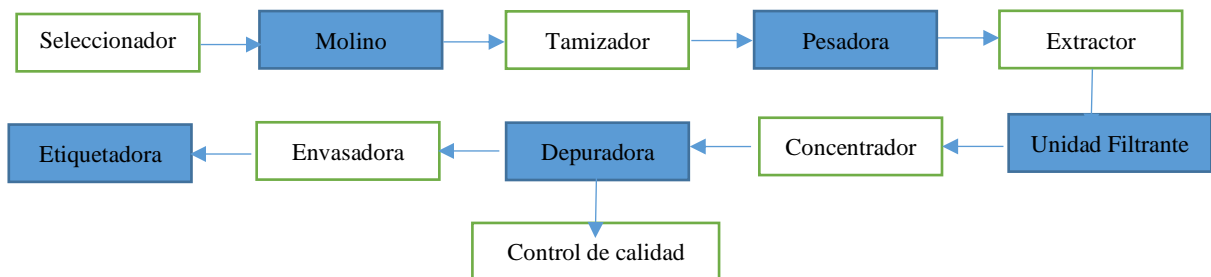 Seleccionador
Molino
Tamizador
Pesadora
Extractor
Unidad Filtrante
Concentrador
Depuradora
Envasadora
Etiquetadora
Control de calidad